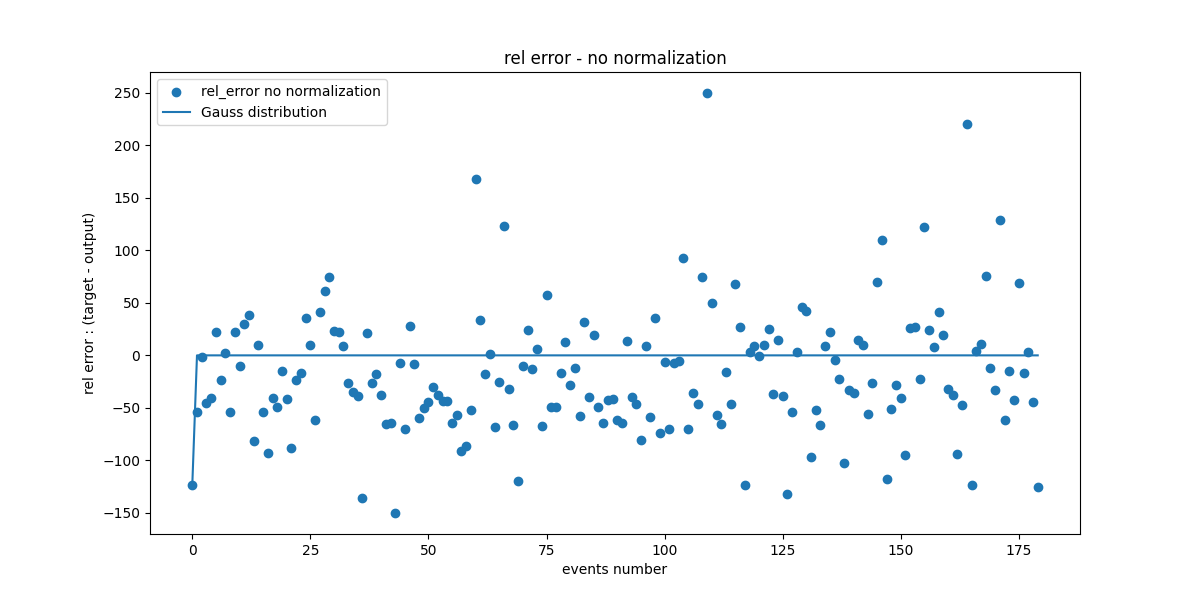 rel error - no normalization
rel_error no normalization
Gauss distribution
rel error : (target - output)
250
200
150
100
50
0
−50
−100
−150
0 25 50 75 100 125 150 175
events number